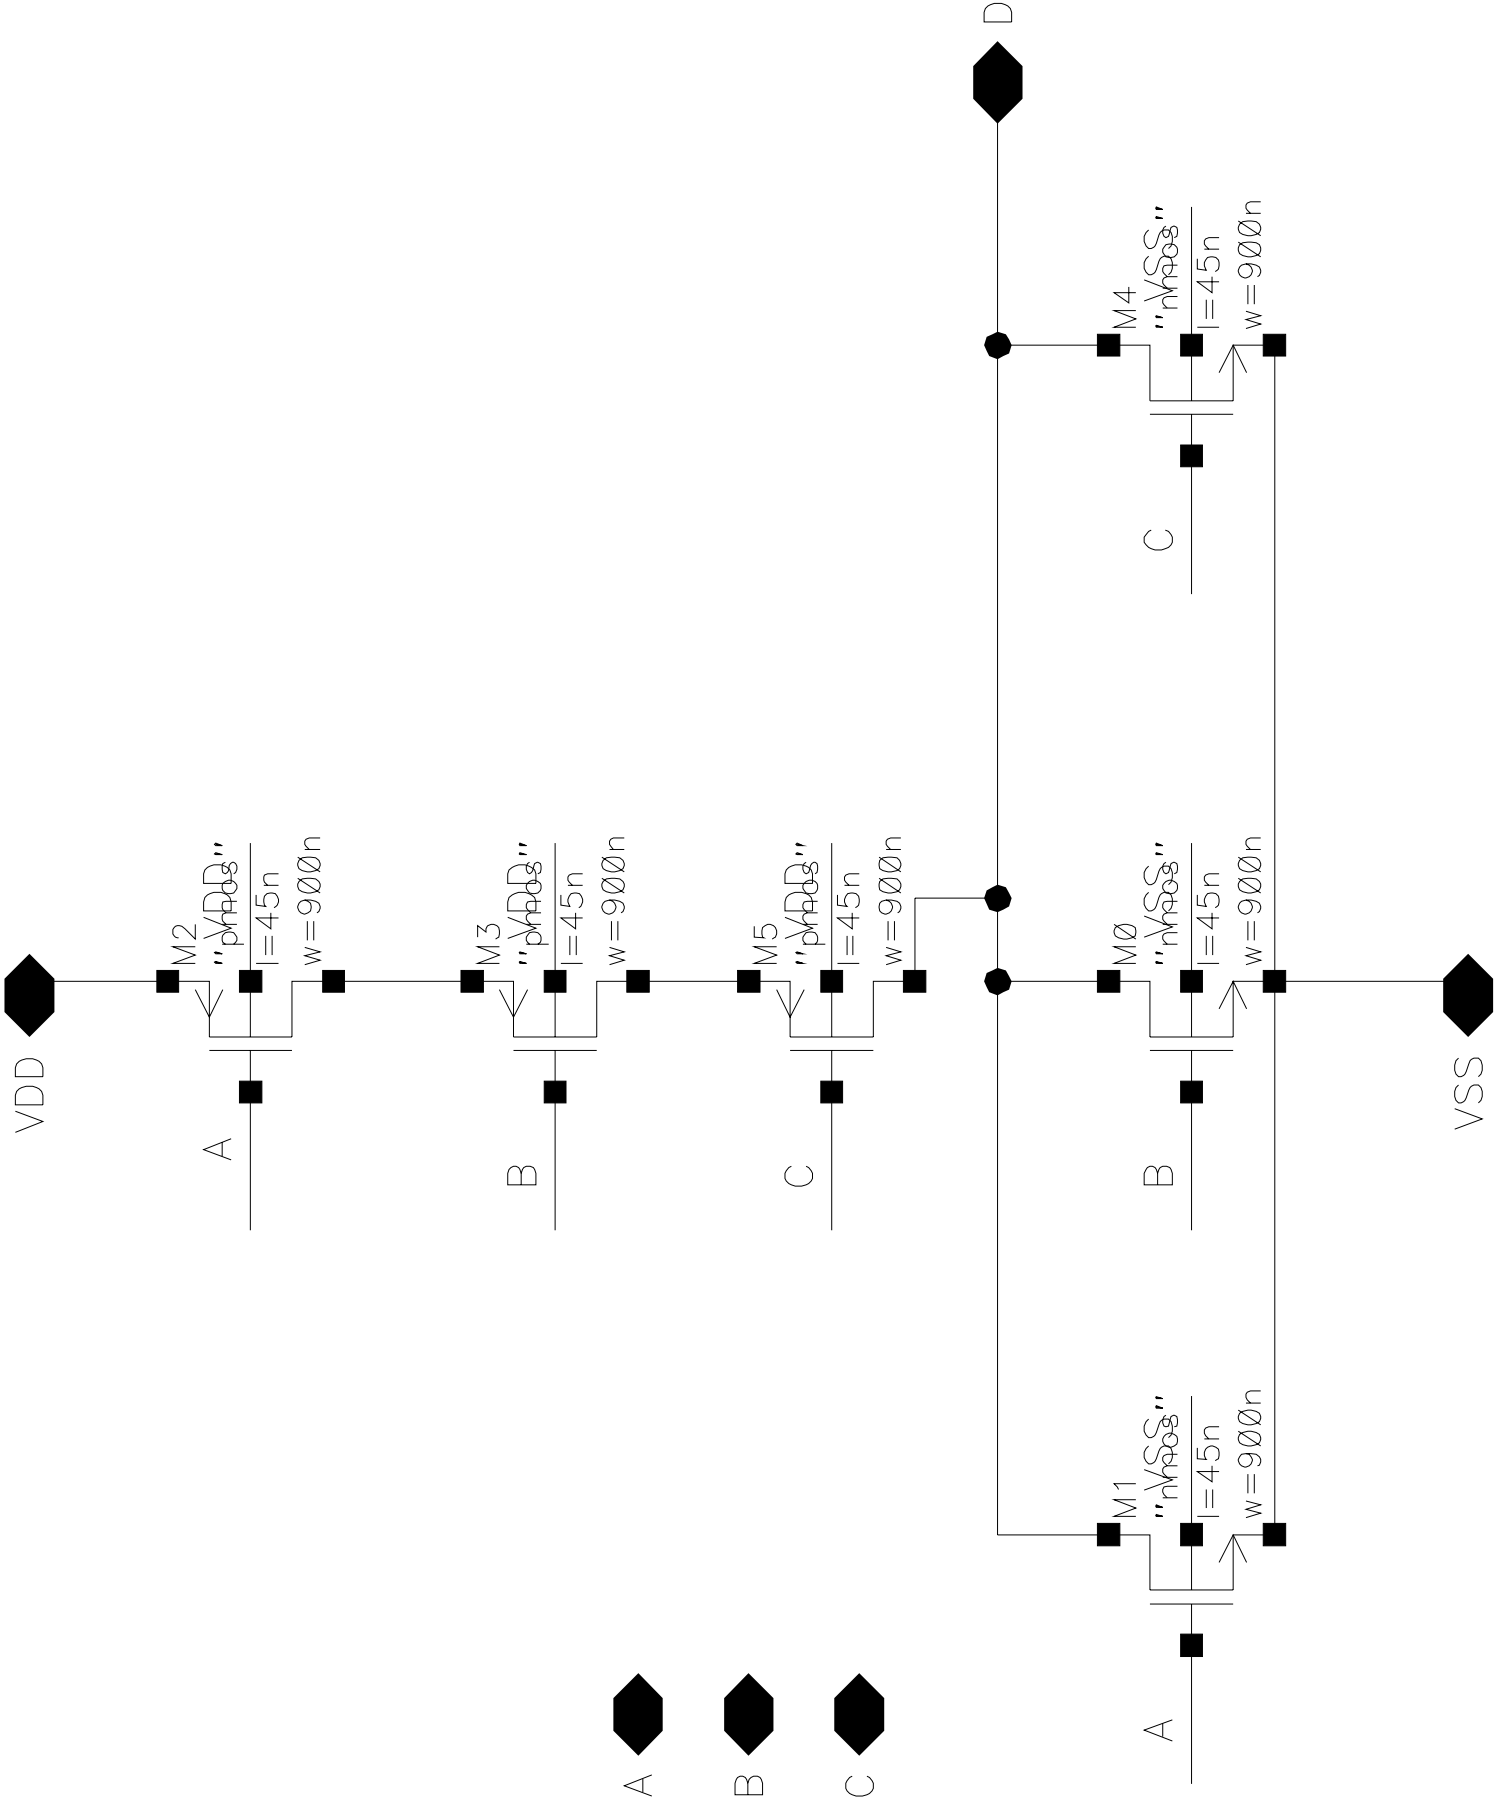 D
M4
"VSS"
"nmos"
l=45n
w=900n
C
VDD
M2
"VDD"
"pmos"
l=45n
w=900n
A
M3
"VDD"
"pmos"
l=45n
w=900n
B
M5
"VDD"
"pmos"
l=45n
w=900n
C
M0
"VSS"
"nmos"
l=45n
w=900n
B
VSS
M1
"VSS"
"nmos"
l=45n
w=900n
A
A
B
C